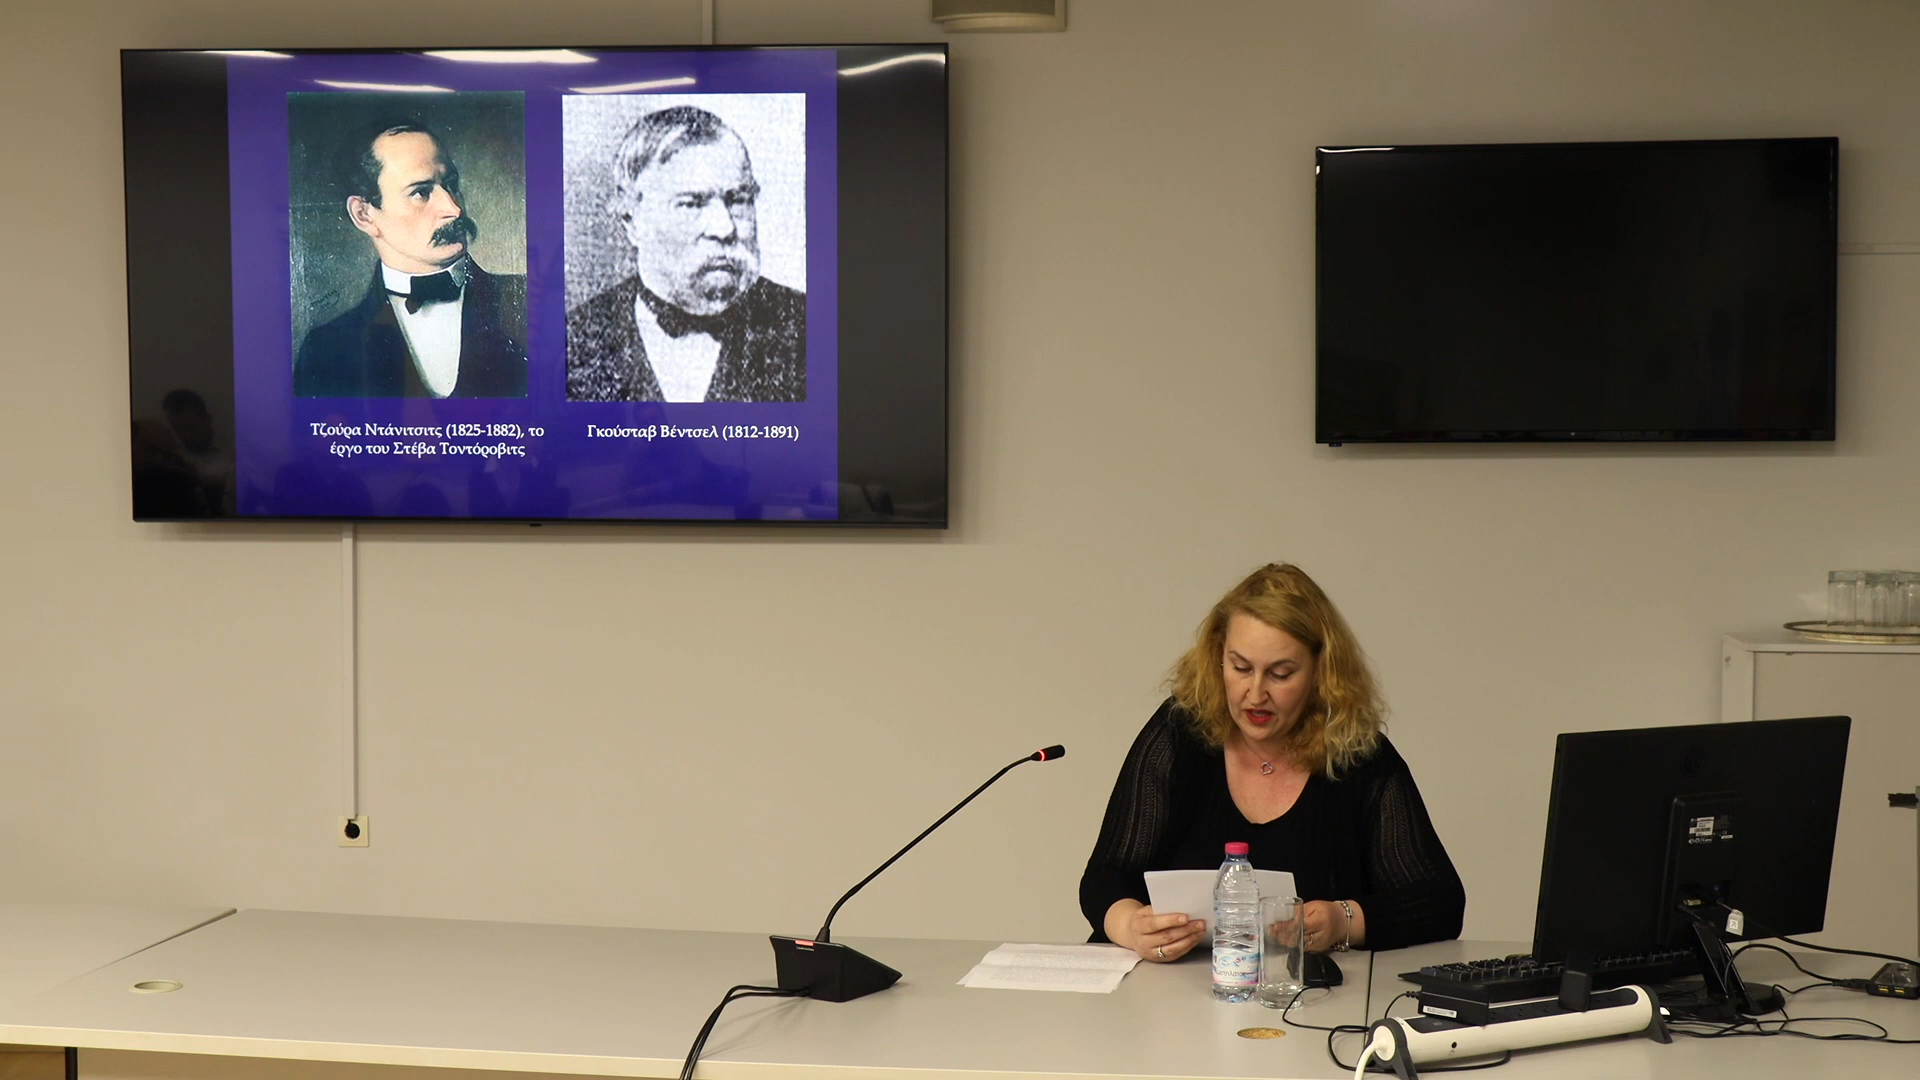 Τζούρα Ντάνιτσιτς (1825-1882), το
έργο του Στέβα Τοντόροβιτς
Γκούσταβ Βέντσελ (1812-1891)